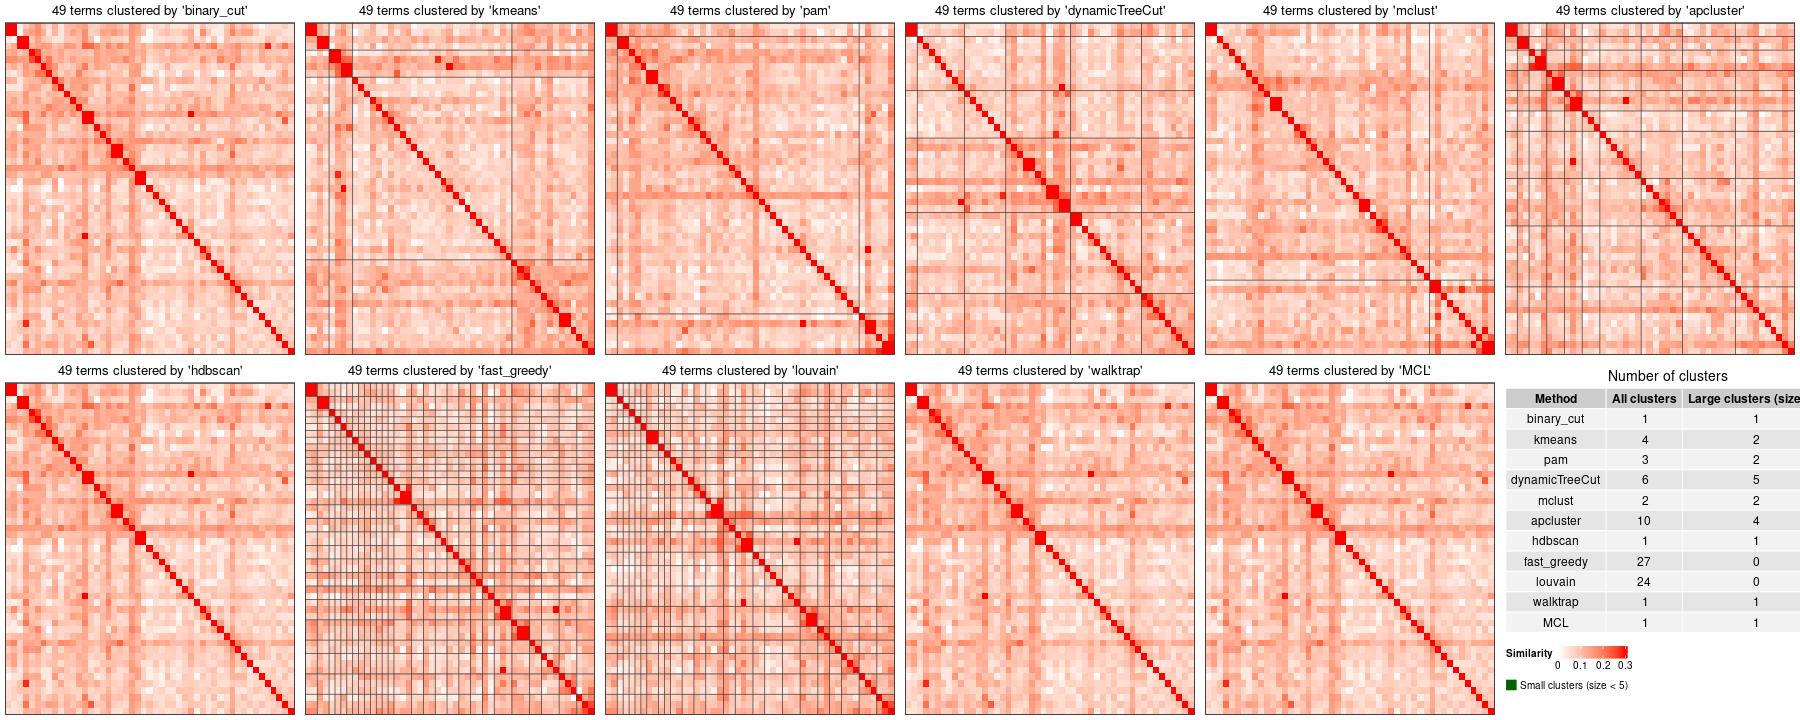 49 terms clustered by 'binary_cut'
49 terms clustered by 'kmeans'
49 terms clustered by 'pam'
49 terms clustered by 'dynamicTreeCut'
49 terms clustered by 'mclust'
49 terms clustered by 'apcluster'
49 terms clustered by 'hdbscan'
49 terms clustered by 'fast_greedy'
49 terms clustered by 'louvain'
49 terms clustered by 'walktrap'
49 terms clustered by 'MCL'
Number of clusters
Method All clusters Large clusters (size
binary_cut 1 1
kmeans 4 2
pam 3 2
dynamicTreeCut 6 5
mclust 2 2
apcluster 10 4
hdbscan 1 1
fast_greedy 27 0
louvain 24 0
walktrap 1 1
MCL 1 1
Similarity
0 0.1 0.2 0.3
Small clusters (size < 5)